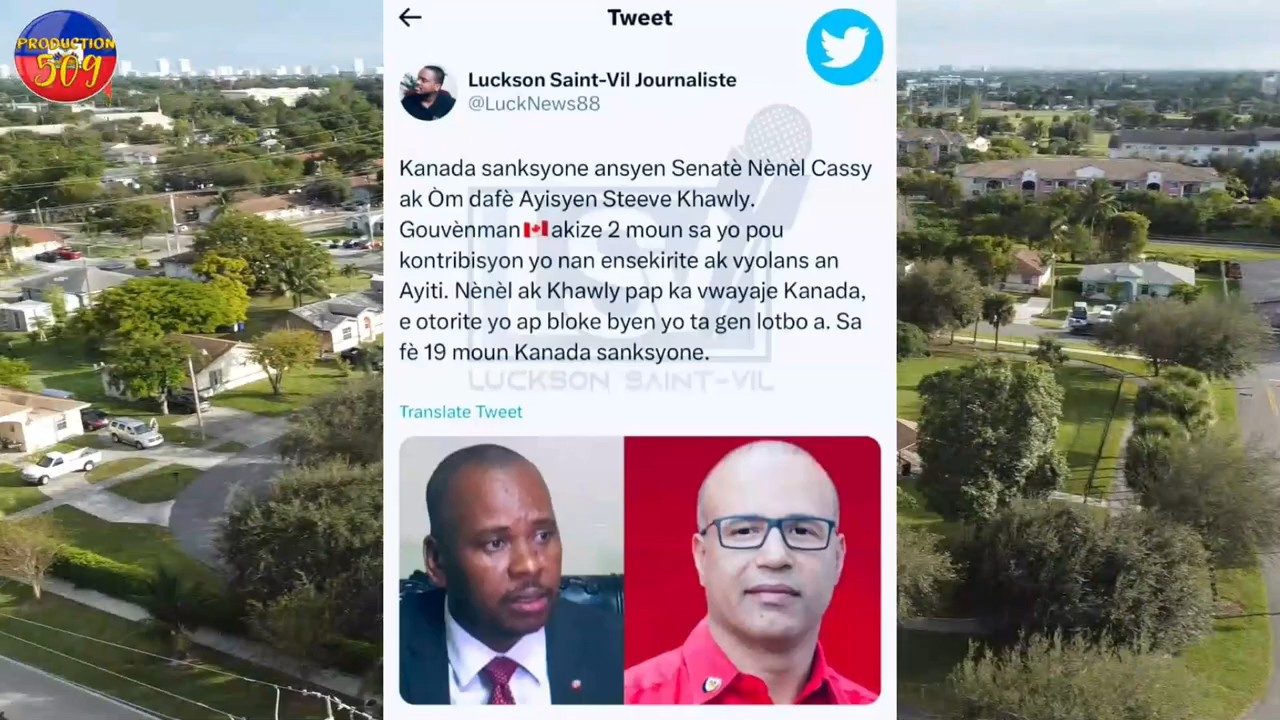 PRODUCTION
509
Tweet
Luckson Saint-Vil Journaliste
@LuckNews88
Kanada sanksyone ansyen Senatè Nènèl Cassy
ak Òm dafè Ayisyen Steeve Khawly.
Gouvènman🇨🇦akize 2 moun sa yo pou
kontribisyon yo nan ensekirite ak vyolans an
Ayiti. Nènèl ak Khawly pap ka vwayaje Kanada,
e otorite yo ap bloke byen yo ta gen lotbo a. Sa
fè 19 moun Kanada sanksyone.
LSV
LUCKSON SAINT-VIL
Translate Tweet